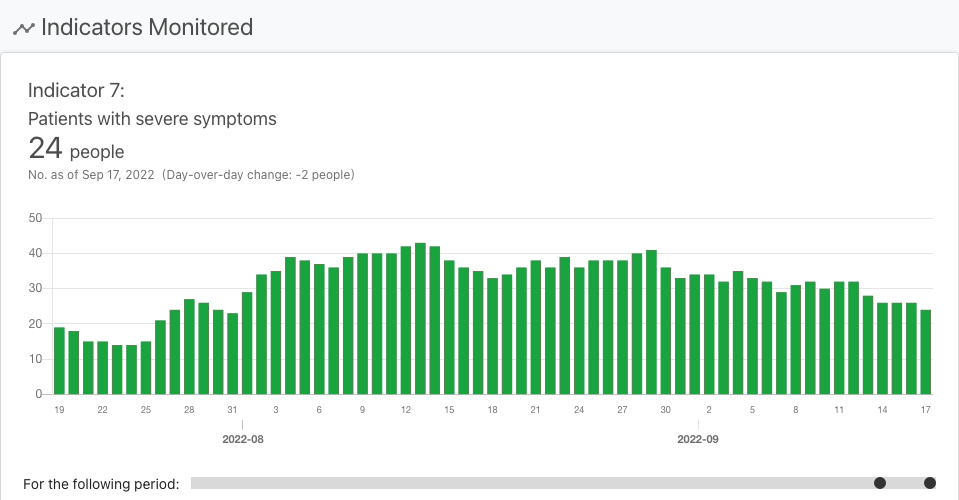 Indicators Monitored
Indicator 7:
Patients with severe symptoms
24 people
No. as of Sep 17, 2022 (Day-over-day change: -2 people)
50
40
30
20
10
0
19 22 25 28 31 3 6 9 12 15 18 21 24 27 30 2 5 8 11 14 17
2022-08 2022-09
For the following period: